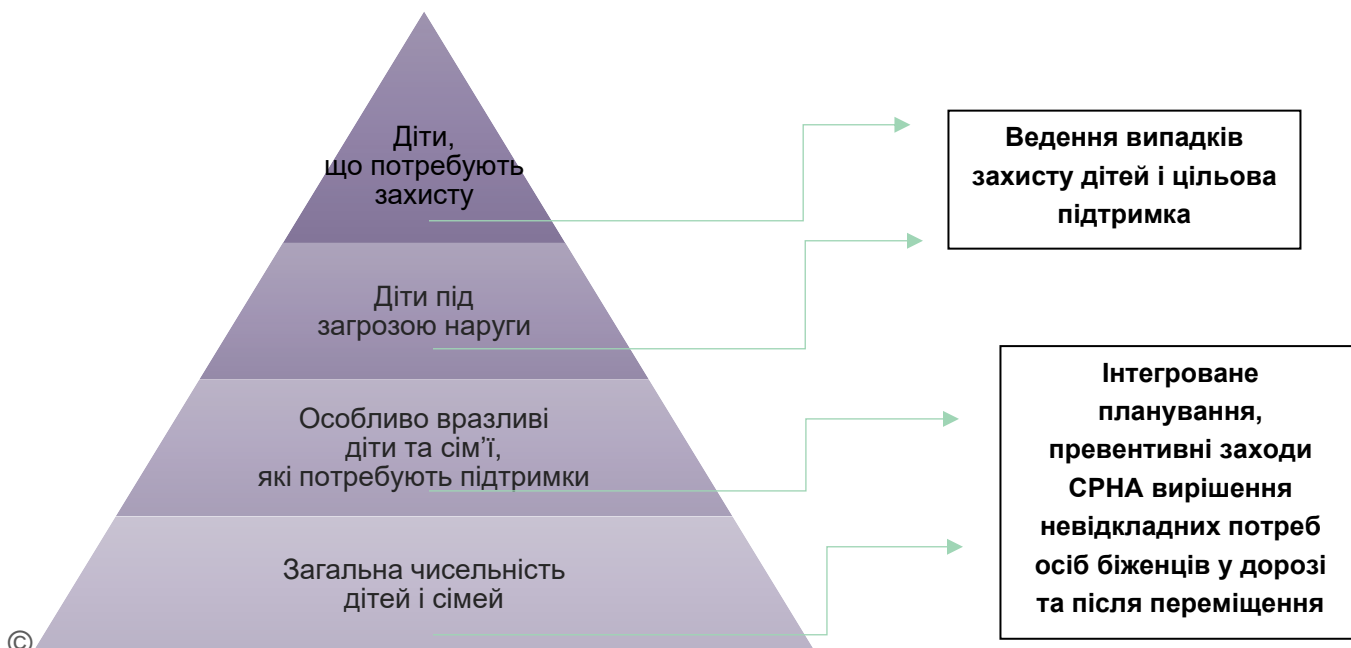 Діти,
що потребують
захисту
Діти під
загрозою наруги
Особливо вразливі
діти та сім’ї,
які потребують підтримки
Загальна чисельність
дітей і сімей
Ведення випадків
захисту дітей і цільова
підтримка
Інтегроване
планування,
превентивні заходи
СРНА вирішення
невідкладних потреб
осіб біженців у дорозі
та після переміщення
©